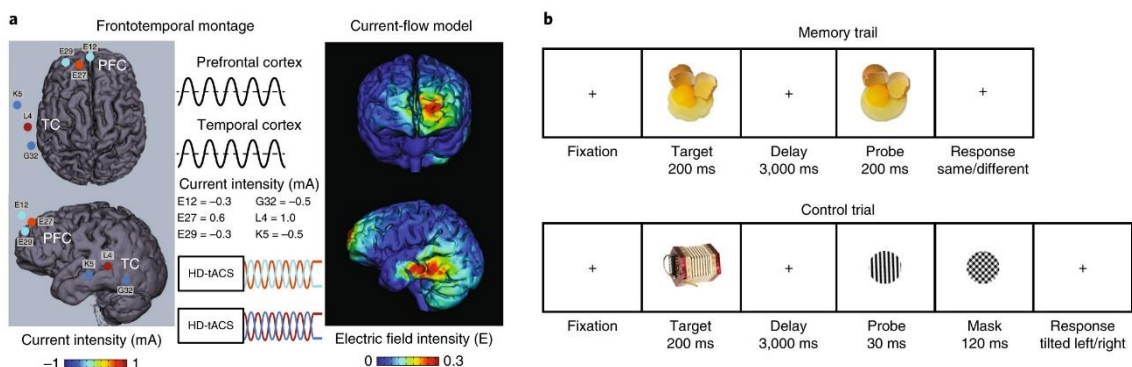 a
Frontotemporal montage
Current-flow model
E29
E12
E27
PFC
K5
L4
TC
G32
Prefrontal cortex
Temporal cortex
Current intensity (mA)
E12 = −0.3 G32 = −0.5
E27 = 0.6 L4 = 1.0
E29 = −0.3 K5 = −0.5
E12
E27
E29
PFC
L4
K5
TC
G32
HD-tACS
HD-tACS
Current intensity (mA)
−1 1
Electric field intensity (E)
0 0.3
b
Memory trail
+ + +
Fixation Target Delay Probe Response
200 ms 3,000 ms 200 ms same/different
Control trial
+ + +
Fixation Target Delay Probe Mask Response
200 ms 3,000 ms 30 ms 120 ms tilted left/right